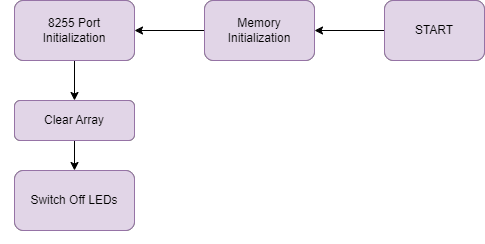 8255 Port
Initialization
Memory
Initialization
START
Clear Array
Switch Off LEDs